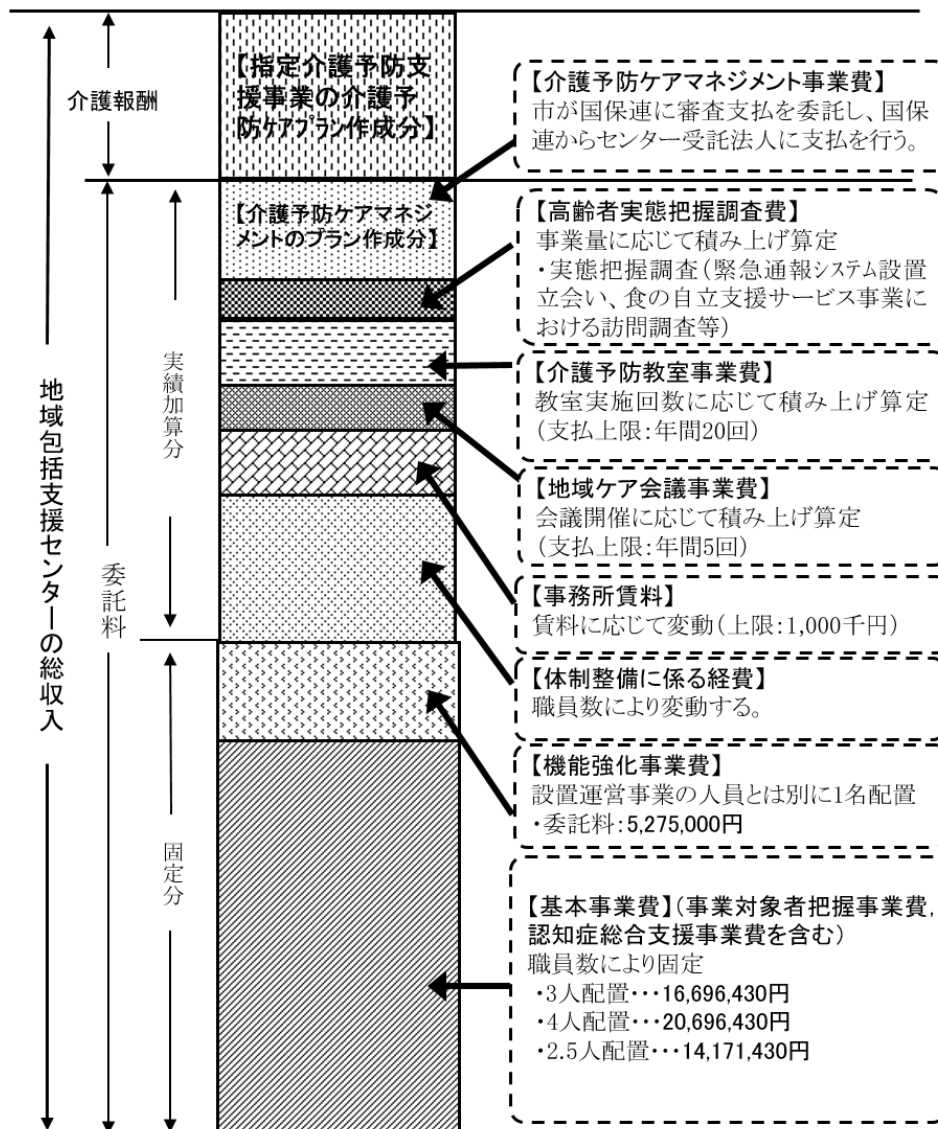 地域包括支援センターの総収入
介護報酬
委託料
実績加算分
固定分
【指定介護予防支
援事業の介護予
防ケアプラン作成分】
【介護予防ケアマネジ
メントのプラン作成分】
【介護予防ケアマネジメント事業費】
市が国保連に審査支払を委託し、国保
連からセンター受託法人に支払を行う。
【高齢者実態把握調査費】
事業量に応じて積み上げ算定
・実態把握調査（緊急通報システム設置
立会い、食の自立支援サービス事業に
おける訪問調査等）
【介護予防教室事業費】
教室実施回数に応じて積み上げ算定
（支払上限：年間20回）
【地域ケア会議事業費】
会議開催に応じて積み上げ算定
（支払上限：年間5回）
【事務所賃料】
賃料に応じて変動（上限：1,000千円）
【体制整備に係る経費】
職員数により変動する。
【機能強化事業費】
設置運営事業の人員とは別に1名配置
・委託料：5,275,000円
【基本事業費】（事業対象者把握事業費，
認知症総合支援事業費を含む）
職員数により固定
・3人配置・・・16,696,430円
・4人配置・・・20,696,430円
・2.5人配置・・・14,171,430円